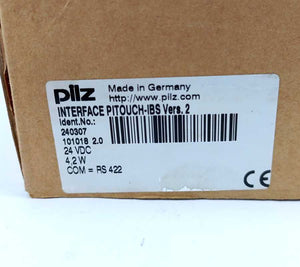 pilz
Made in Germany
http://www.pilz.com
INTERFACE PITOUCH-IBS Vers. 2
Ident.No.:
240307
101018 2.0
24 VDC
4,2 W
COM = RS 422
CE